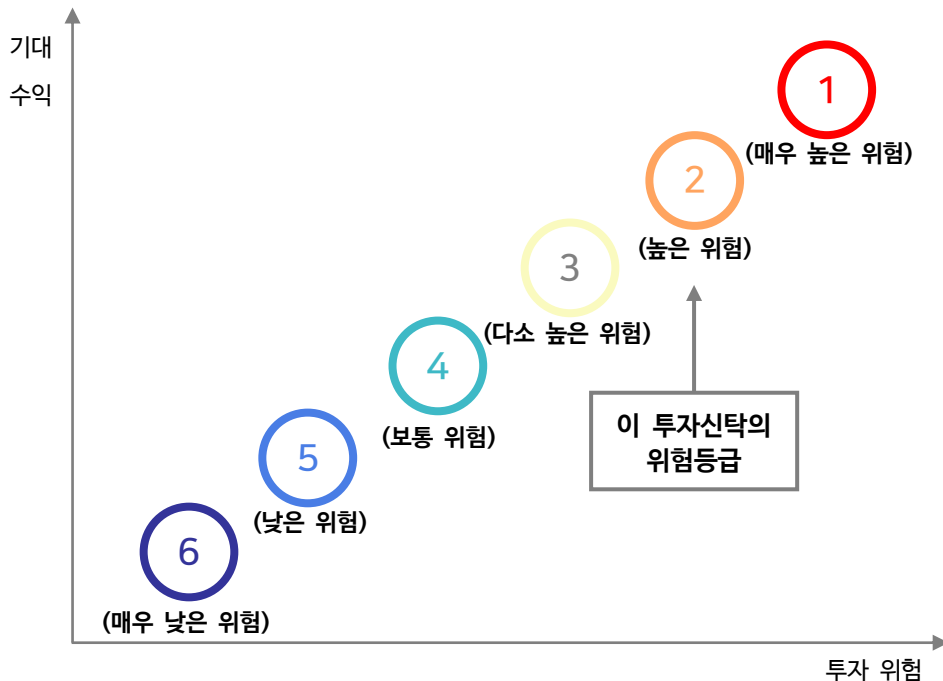 기대
수익
1
(매우 높은 위험)
2
(높은 위험)
3
(다소 높은 위험)
4
(보통 위험)
이 투자신탁의
위험등급
5
(낮은 위험)
6
(매우 낮은 위험)
투자 위험